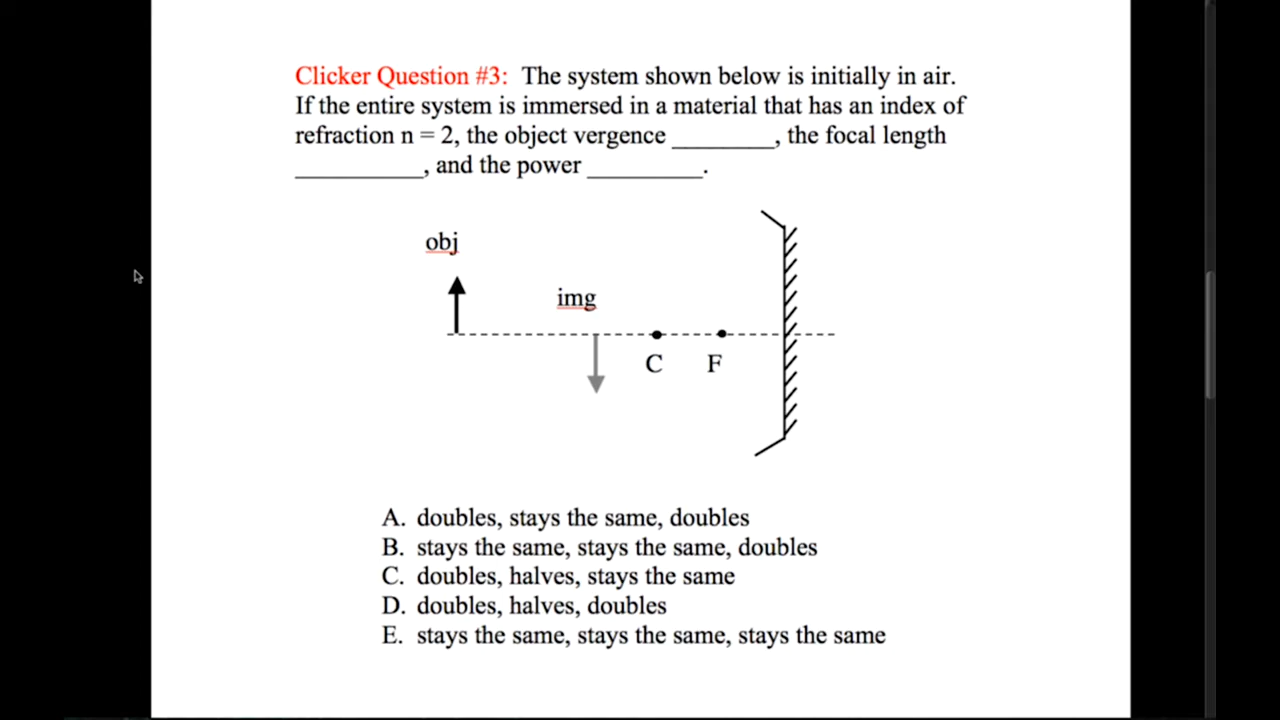 Clicker Question #3: The system shown below is initially in air.
If the entire system is immersed in a material that has an index of
refraction n = 2, the object vergence ________, the focal length
__________, and the power _________.
obj
img
C F
A. doubles, stays the same, doubles
B. stays the same, stays the same, doubles
C. doubles, halves, stays the same
D. doubles, halves, doubles
E. stays the same, stays the same, stays the same